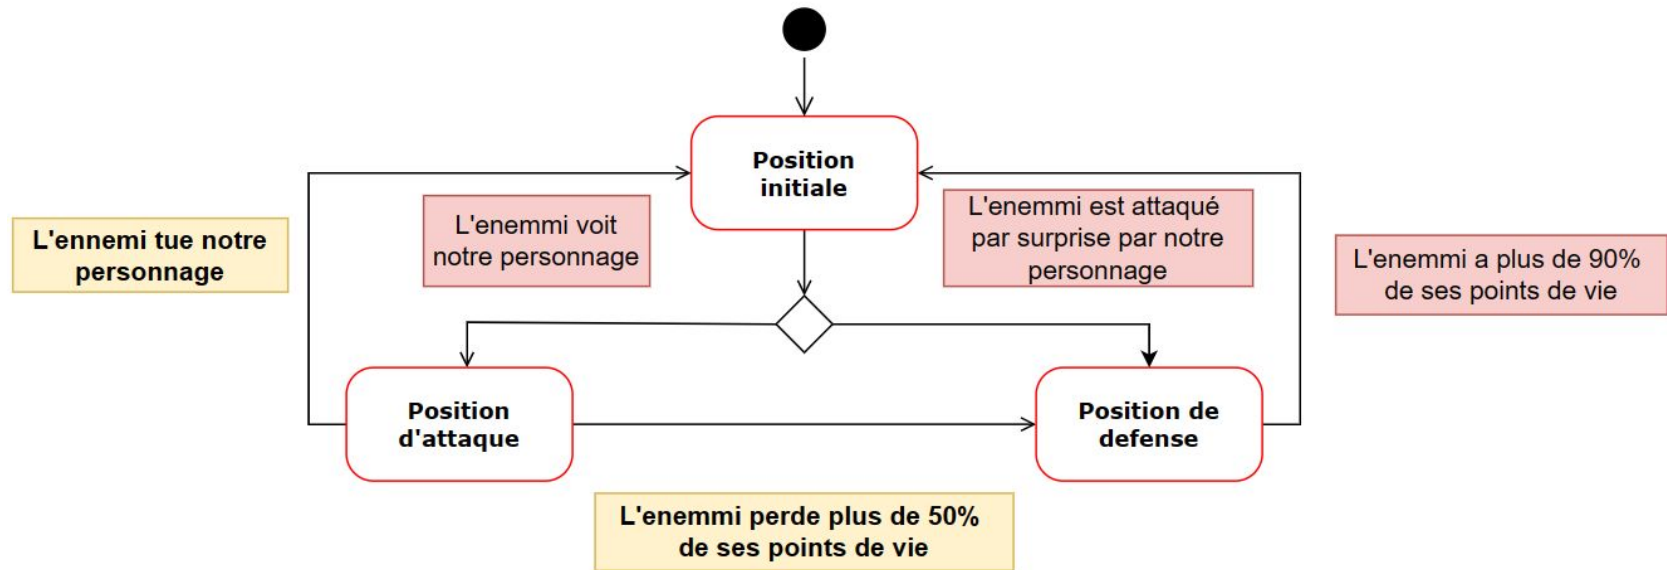 Position
initiale
L'ennemi tue notre
personnage
L'enemmi voit
notre personnage
L'enemmi est attaqué
par surprise par notre
personnage
L'enemmi a plus de 90%
de ses points de vie
Position
d'attaque
Position de
defense
L'enemmi perde plus de 50%
de ses points de vie